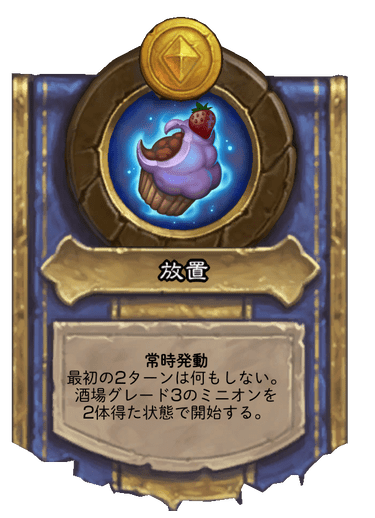 放置
常時発動
最初の2ターンは何もしない。
酒場グレード3のミニオンを
2体得た状態で開始する。